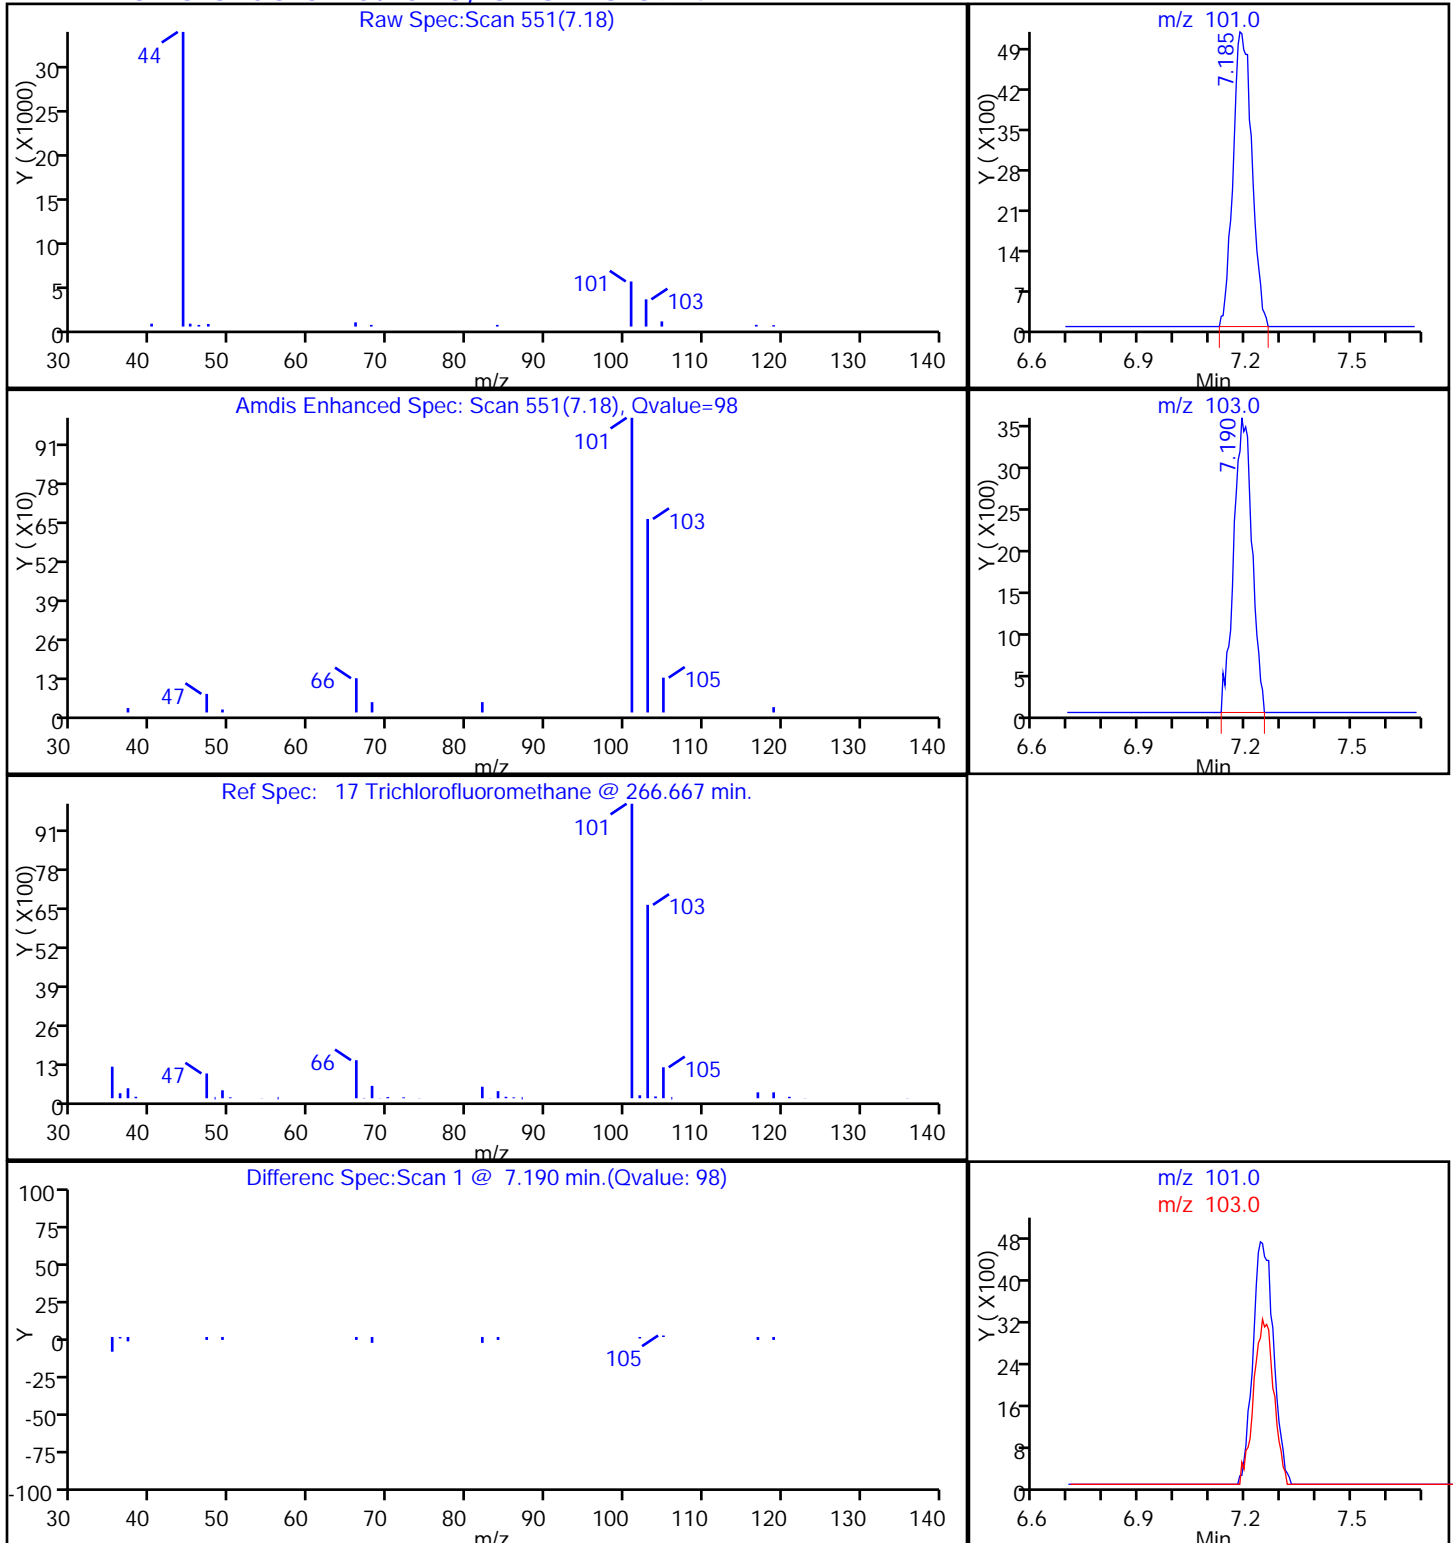 Raw Spec:Scan 551(7.18)
Y ( X1000)
30
25
20
15
10
5
0
44
101
103
30 40 50 60 70 80 90 100 110 120 130 140
m/z
m/z 101.0
Y ( X100)
49
42
35
28
21
14
7
0
7.185
6.6 6.9 7.2 7.5
Min
Amdis Enhanced Spec: Scan 551(7.18), Qvalue=98
Y ( X10)
91
78
65
52
39
26
13
0
47
66
101
103
105
30 40 50 60 70 80 90 100 110 120 130 140
m/z
m/z 103.0
Y ( X100)
35
30
25
20
15
10
5
0
7.190
6.6 6.9 7.2 7.5
Min
Ref Spec: 17 Trichlorofluoromethane @ 266.667 min.
Y ( X100)
91
78
65
52
39
26
13
0
47
66
101
103
105
30 40 50 60 70 80 90 100 110 120 130 140
m/z
Differenc Spec:Scan 1 @ 7.190 min.(Qvalue: 98)
Y
100
75
50
25
0
-25
-50
-75
-100
105
30 40 50 60 70 80 90 100 110 120 130 140
m/z
m/z 101.0
m/z 103.0
Y ( X100)
48
40
32
24
16
8
0
6.6 6.9 7.2 7.5
Min